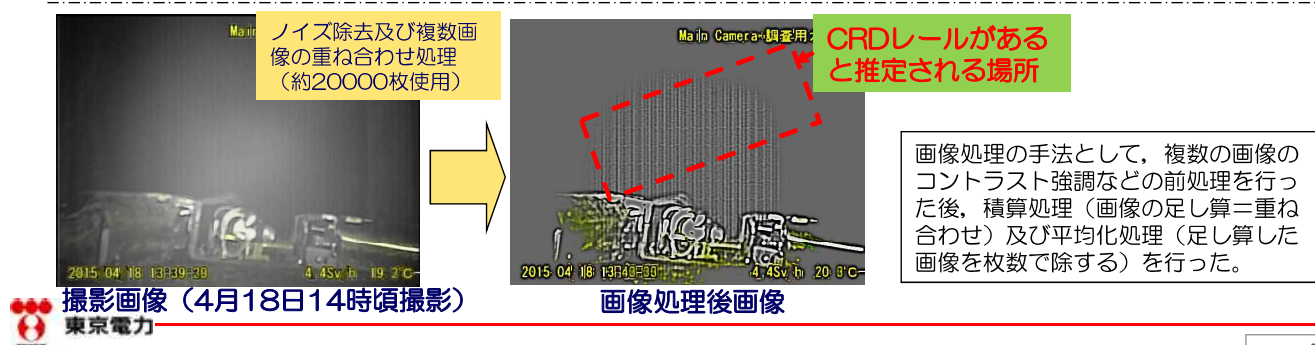 Main
ノイズ除去及び複数画
像の重ね合わせ処理
（約20000枚使用）
Main Camera-調査用
CRDレールがある
と推定される場所
画像処理の手法として，複数の画像の
コントラスト強調などの前処理を行っ
た後，積算処理（画像の足し算＝重ね
合わせ）及び平均化処理（足し算した
画像を枚数で除する）を行った。
2015 04 18 13:39:39 4.4Sv/h 19.3℃
2015 04 18 4.4Sv/h 20.0℃
撮影画像（4月18日14時頃撮影）
画像処理後画像
東京電力